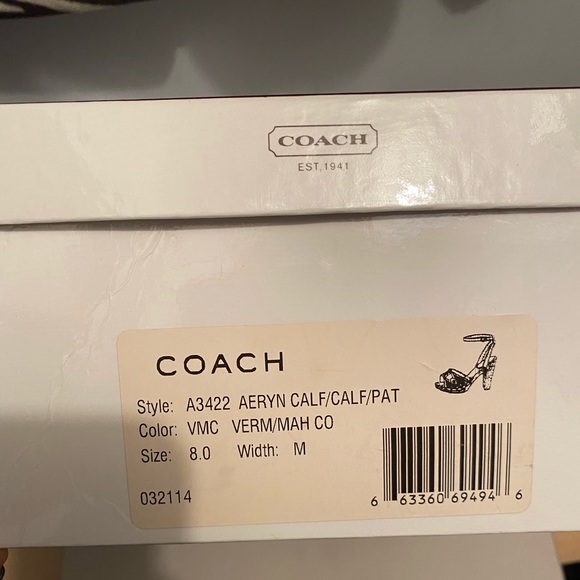 COACH
EST. 1941
COACH
Style: A3422 AERYN CALF/CALF/PAT
Color: VMC VERM/MAH CO
Size: 8.0 Width: M
032114
6 63360 69494 6